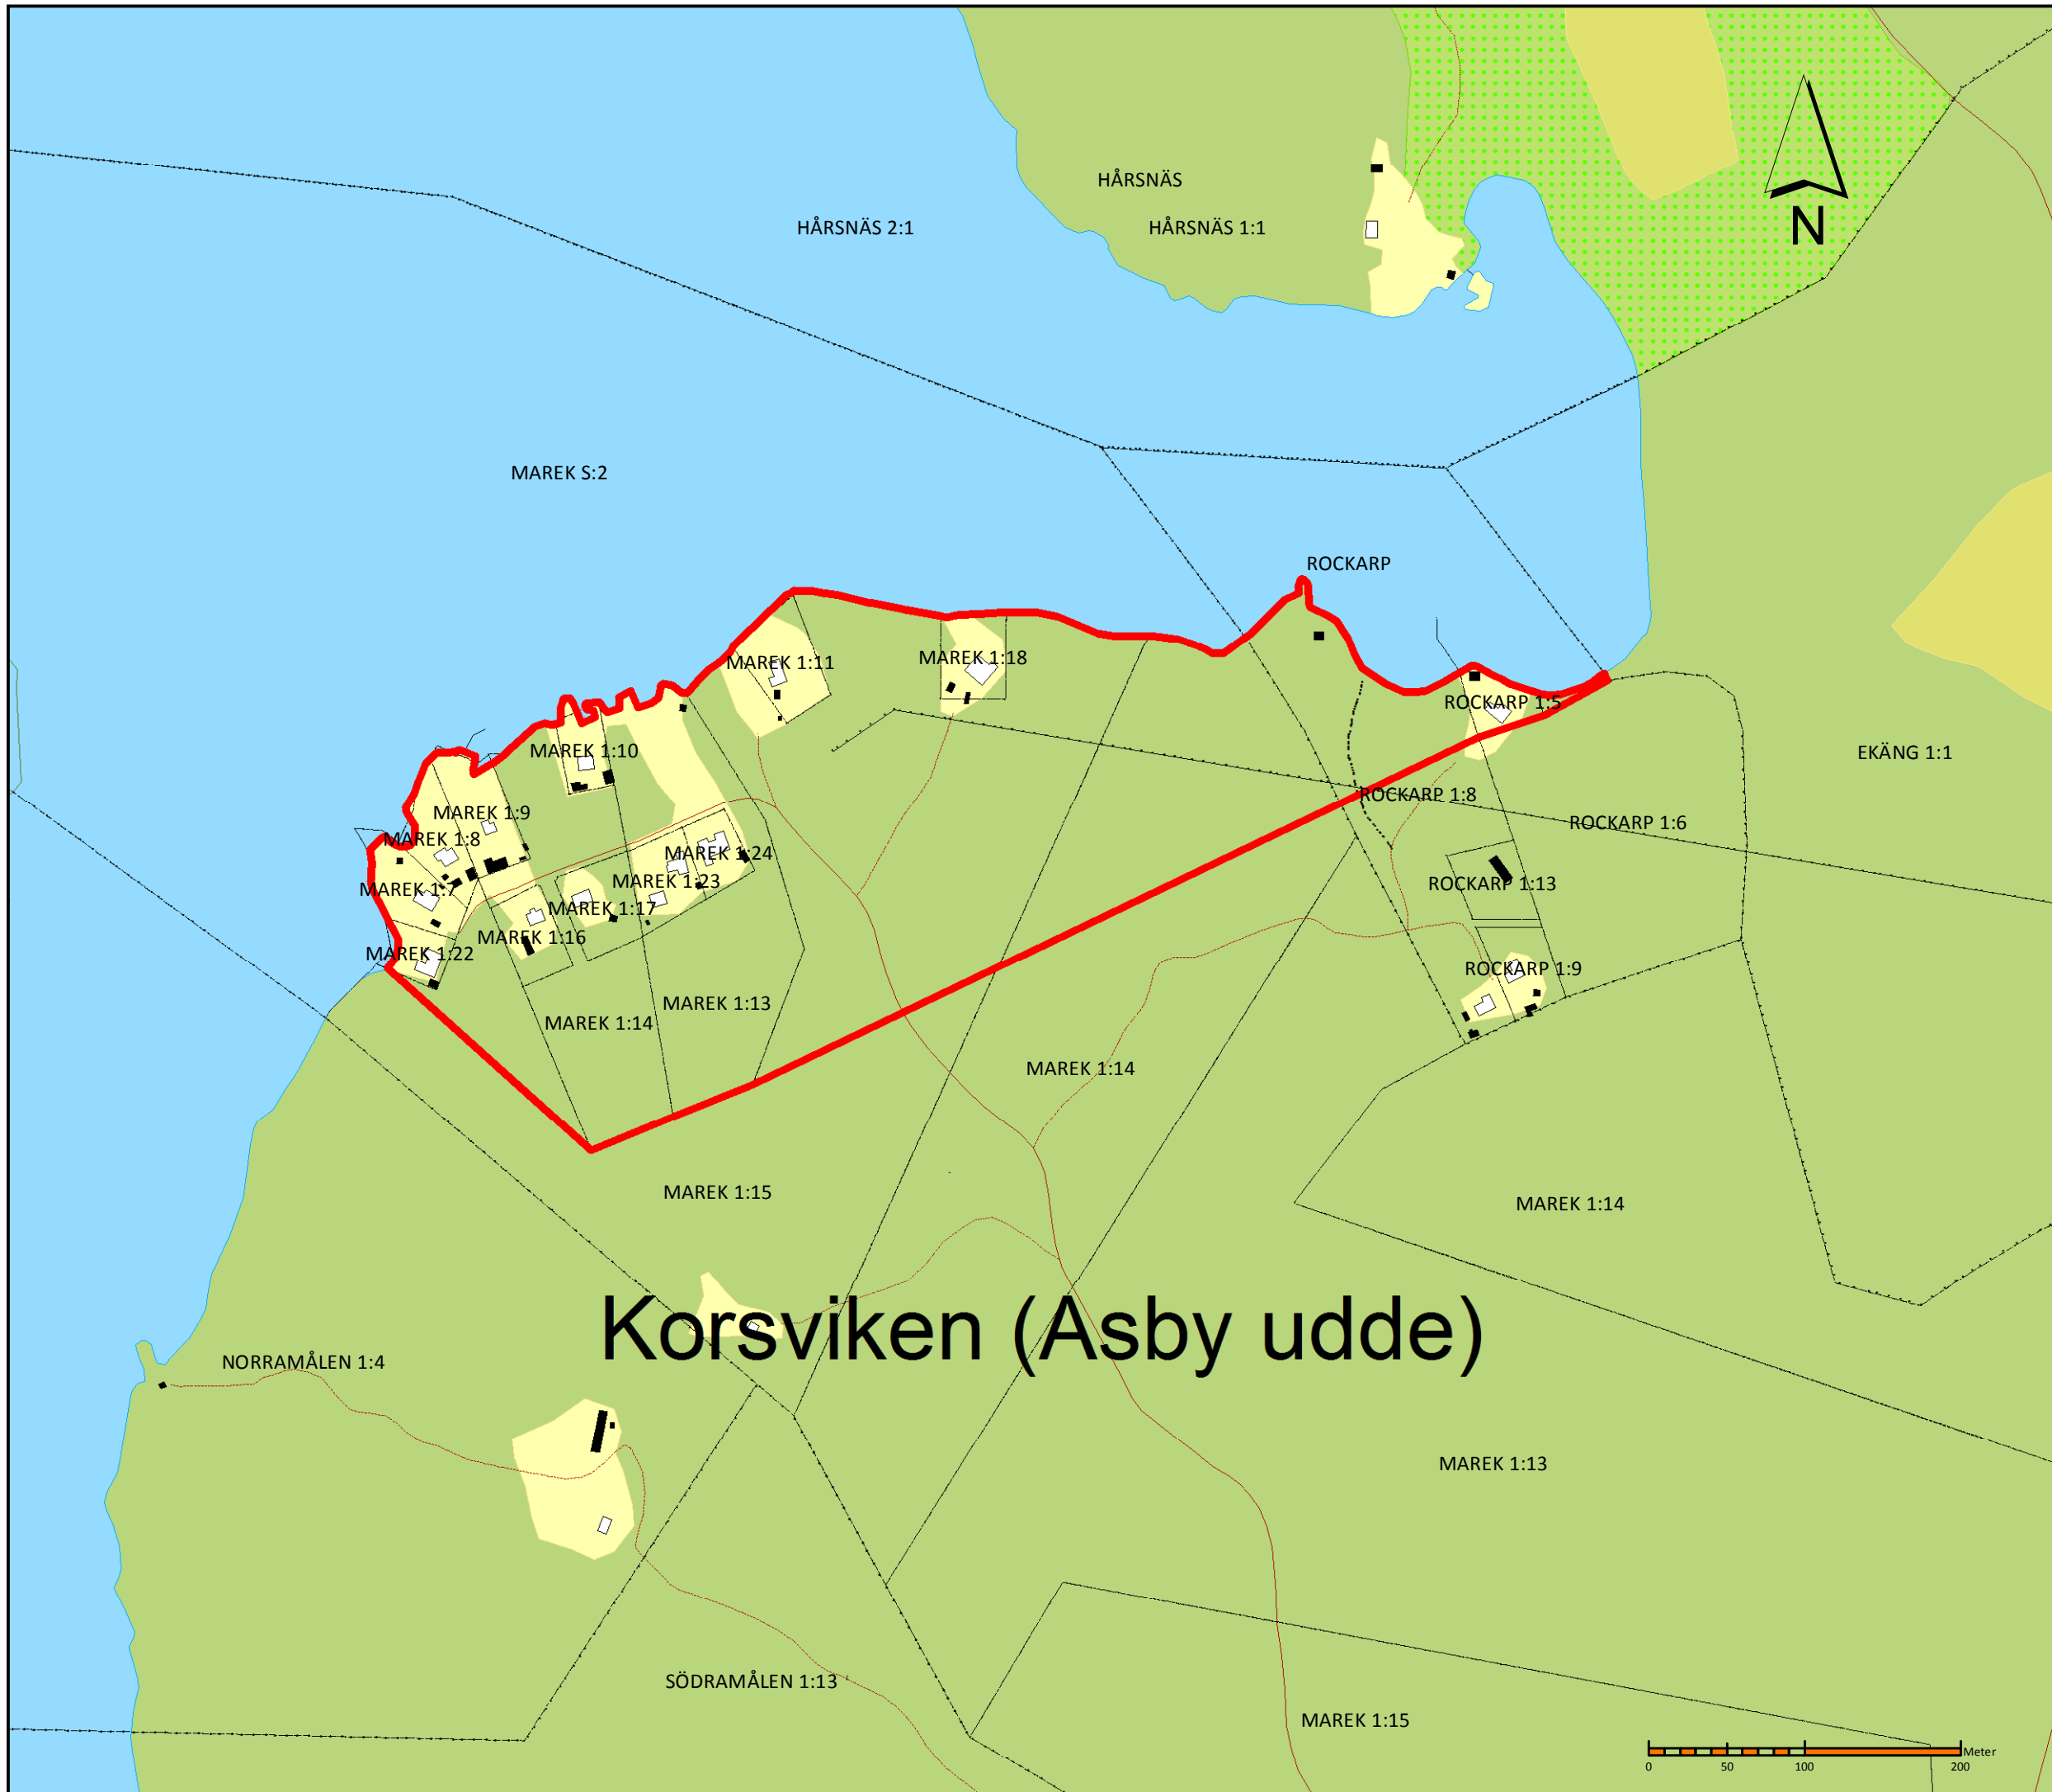 HÅRSNÄS
HÅRSNÄS 2:1
HÅRSNÄS 1:1
N
MAREK S:2
ROCKARP
MAREK 1:11
MAREK 1:18
ROCKARP 1:5
MAREK 1:10
EKÄNG 1:1
ROCKARP 1:8
MAREK 1:9
ROCKARP 1:6
MAREK 1:8
MAREK 1:24
MAREK 1:23
ROCKARP 1:13
MAREK 1:7
MAREK 1:17
MAREK 1:16
MAREK 1:22
ROCKARP 1:9
MAREK 1:13
MAREK 1:14
MAREK 1:14
MAREK 1:15
MAREK 1:14
Korsviken (Asby udde)
NORRAMÅLEN 1:4
MAREK 1:13
SÖDRAMÅLEN 1:13
MAREK 1:15
Meter
0 50 100 200